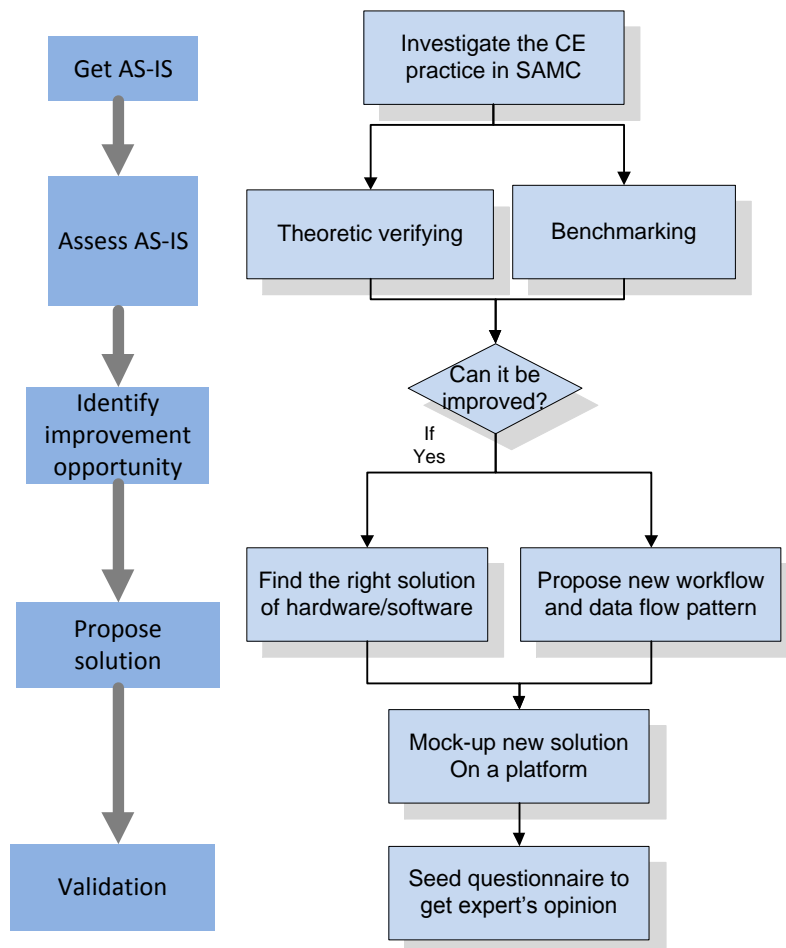 Get AS-IS
Assess AS-IS
Identify
improvement
opportunity
Propose
solution
Validation
Investigate the CE
practice in SAMC
Theoretic verifying
Benchmarking
Can it be
improved?
If
Yes
Find the right solution
of hardware/software
Propose new workflow
and data flow pattern
Mock-up new solution
On a platform
Seed questionnaire to
get expert’s opinion